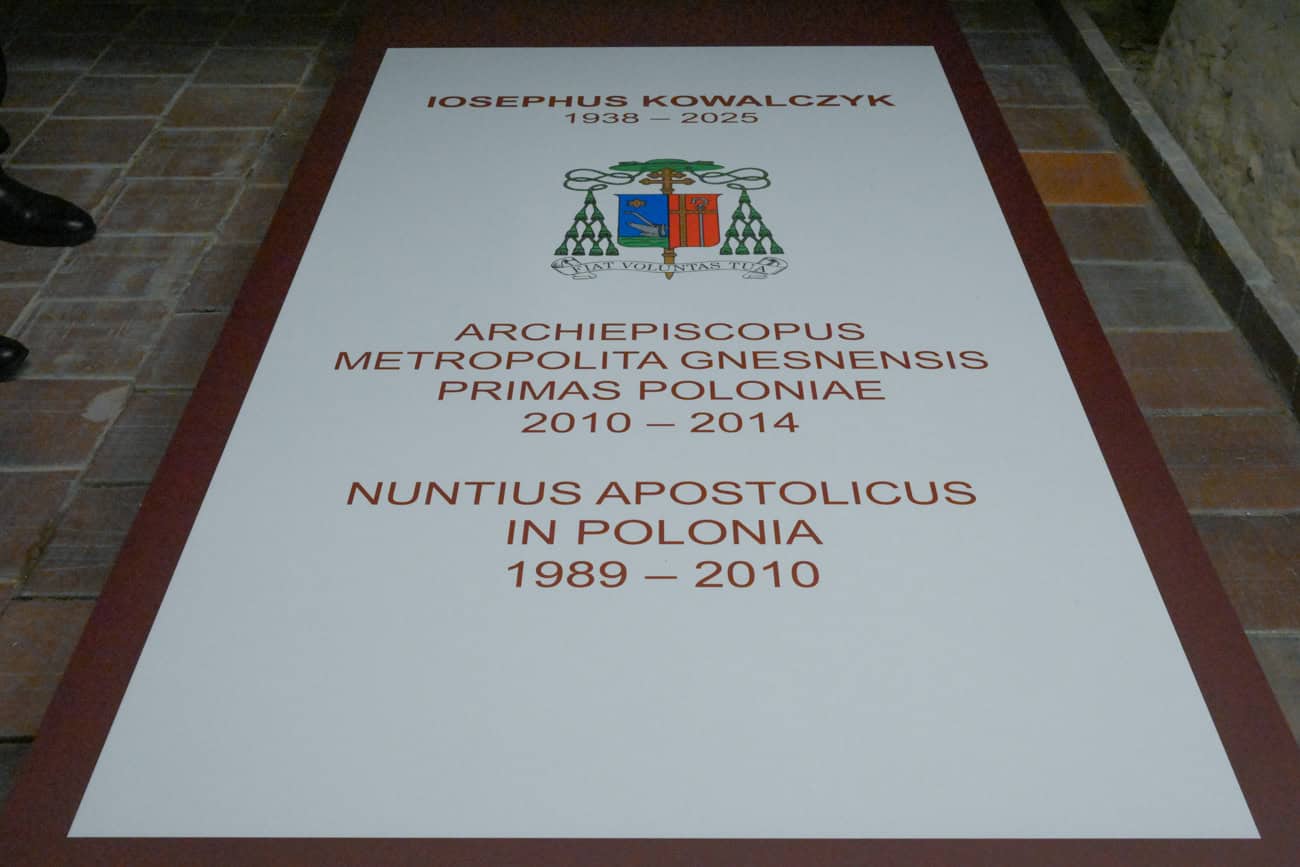 IOSEPHUS KOWALCZYK
1938 – 2025
FIAT VOLUNTAS TUA
ARCHIEPISCOPUS
METROPOLITA GNESNENSIS
PRIMAS POLONIAE
2010 – 2014
NUNTIUS APOSTOLICUS
IN POLONIA
1989 – 2010